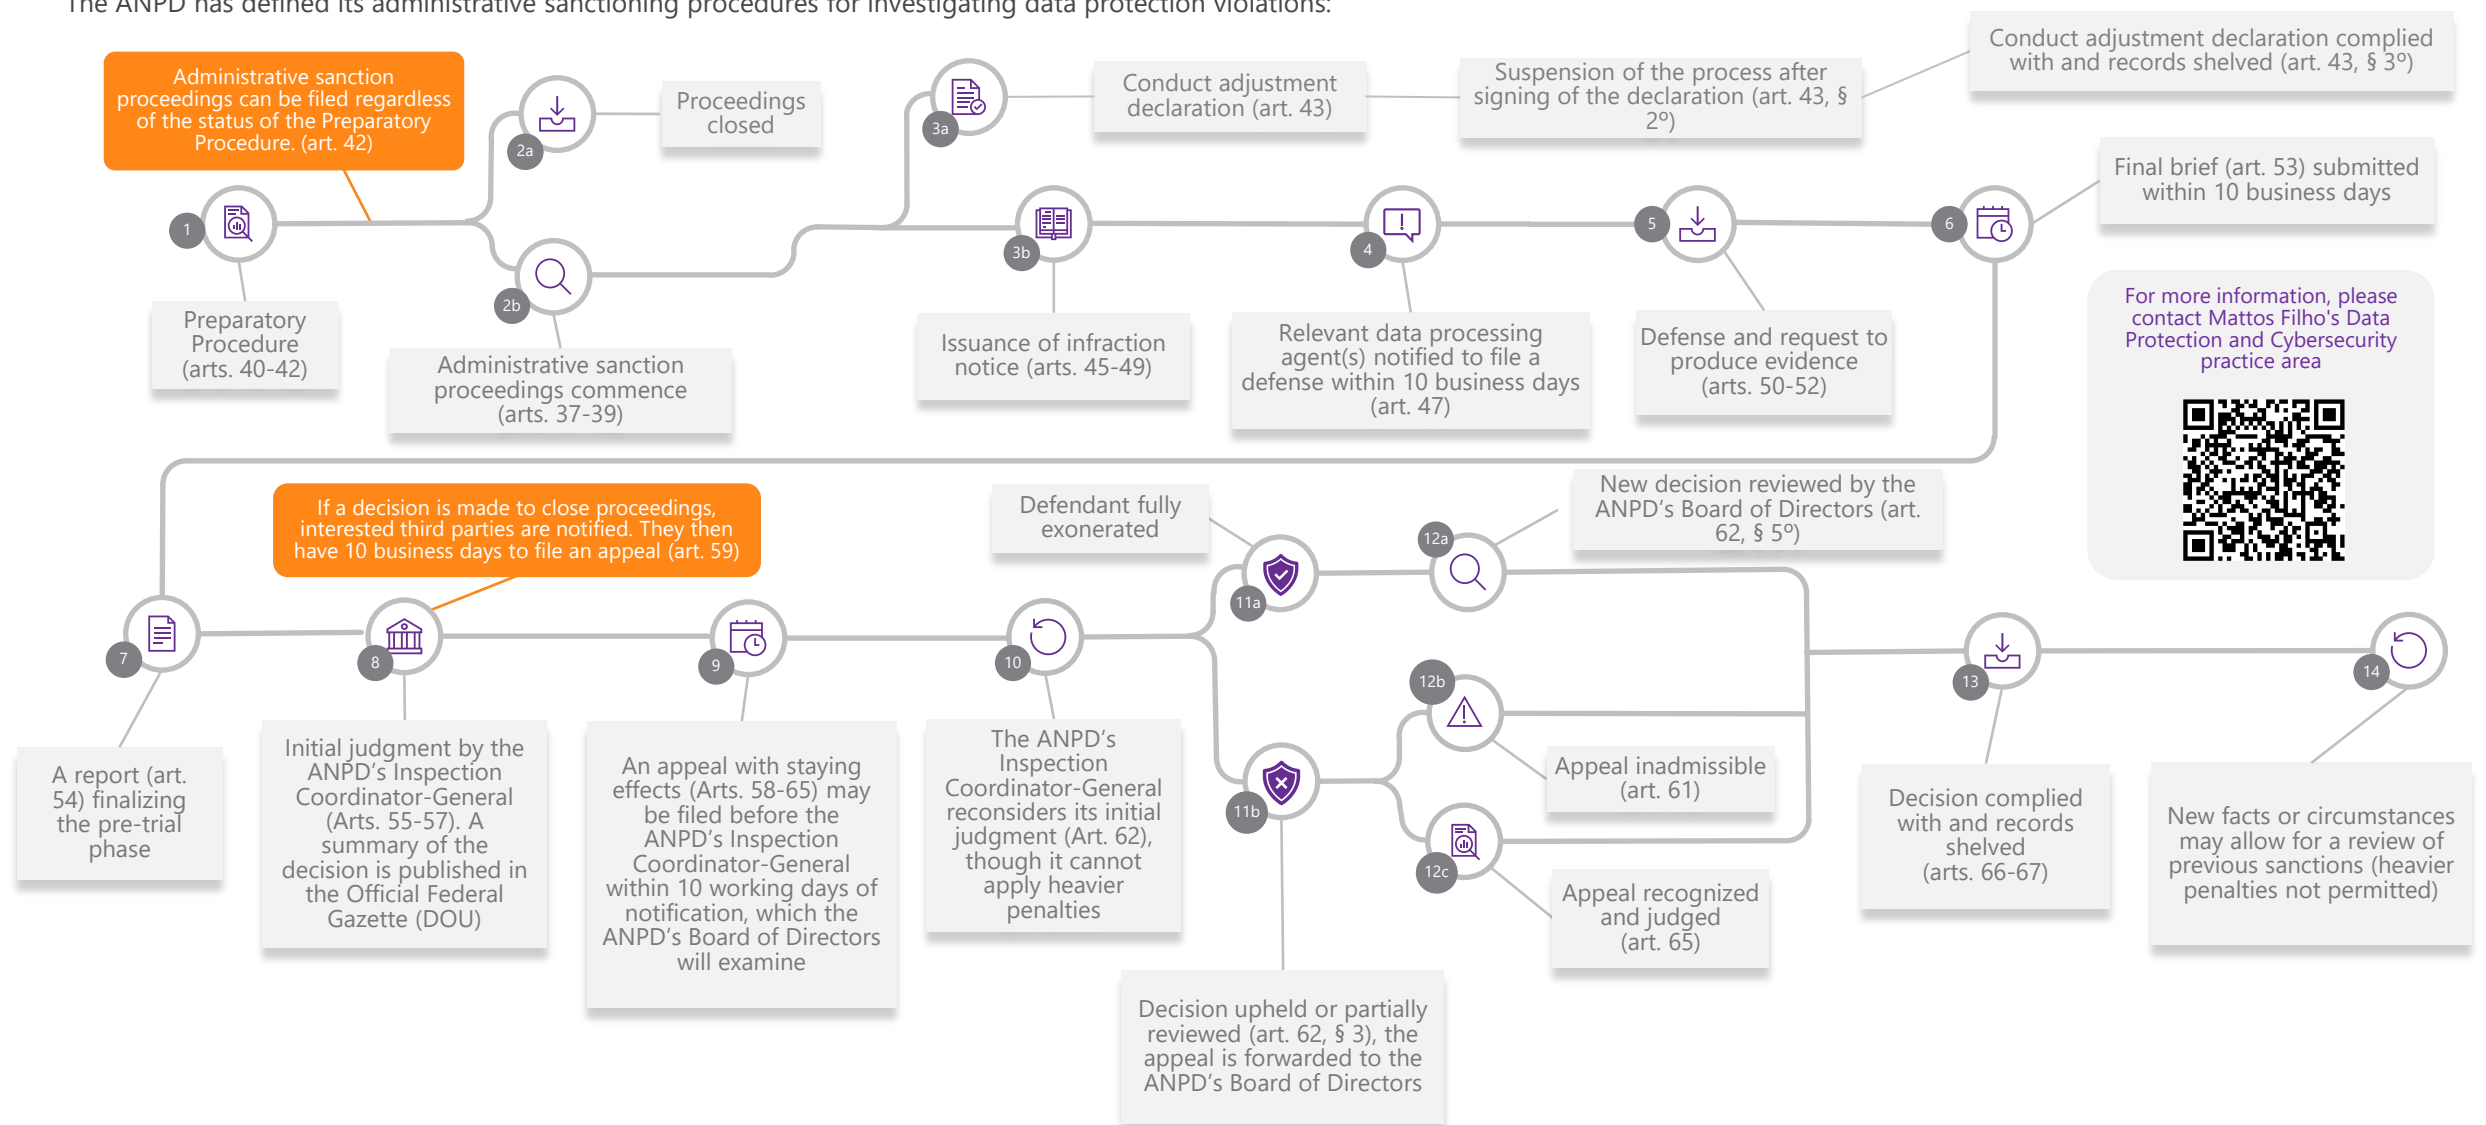 The ANPD has defined its administrative sanctioning procedures for investigating data protection violations:
Administrative sanction
proceedings can be filed regardless
of the status of the Preparatory
Procedure. (art. 42)
2a
Proceedings
closed
3a
Conduct adjustment
declaration (art. 43)
Suspension of the process after
signing of the declaration (art. 43, §
2º)
Conduct adjustment declaration complied
with and records shelved (art. 43, § 3º)
1
Preparatory
Procedure
(arts. 40-42)
2b
Administrative sanction
proceedings commence
(arts. 37-39)
3b
Issuance of infraction
notice (arts. 45-49)
4
Relevant data processing
agent(s) notified to file a
defense within 10 business days
(art. 47)
5
Defense and request to
produce evidence
(arts. 50-52)
6
Final brief (art. 53) submitted
within 10 business days
For more information, please
contact Mattos Filho's Data
Protection and Cybersecurity
practice area
If a decision is made to close proceedings,
interested third parties are notified. They then
have 10 business days to file an appeal (art. 59)
7
A report (art.
54) finalizing
the pre-trial
phase
8
Initial judgment by the
ANPD's Inspection
Coordinator-General
(Arts. 55-57). A
summary of the
decision is published in
the Official Federal
Gazette (DOU)
9
An appeal with staying
effects (Arts. 58-65) may
be filed before the
ANPD's Inspection
Coordinator-General
within 10 working days of
notification, which the
ANPD's Board of Directors
will examine
10
The ANPD's
Inspection
Coordinator-General
reconsiders its initial
judgment (Art. 62),
though it cannot
apply heavier
penalties
Defendant fully
exonerated
11a
11b
Decision upheld or partially
reviewed (art. 62, § 3), the
appeal is forwarded to the
ANPD's Board of Directors
12a
New decision reviewed by the
ANPD's Board of Directors (art.
62, § 5º)
12b
Appeal inadmissible
(art. 61)
12c
Appeal recognized
and judged
(art. 65)
13
Decision complied
with and records
shelved
(arts. 66-67)
14
New facts or circumstances
may allow for a review of
previous sanctions (heavier
penalties not permitted)